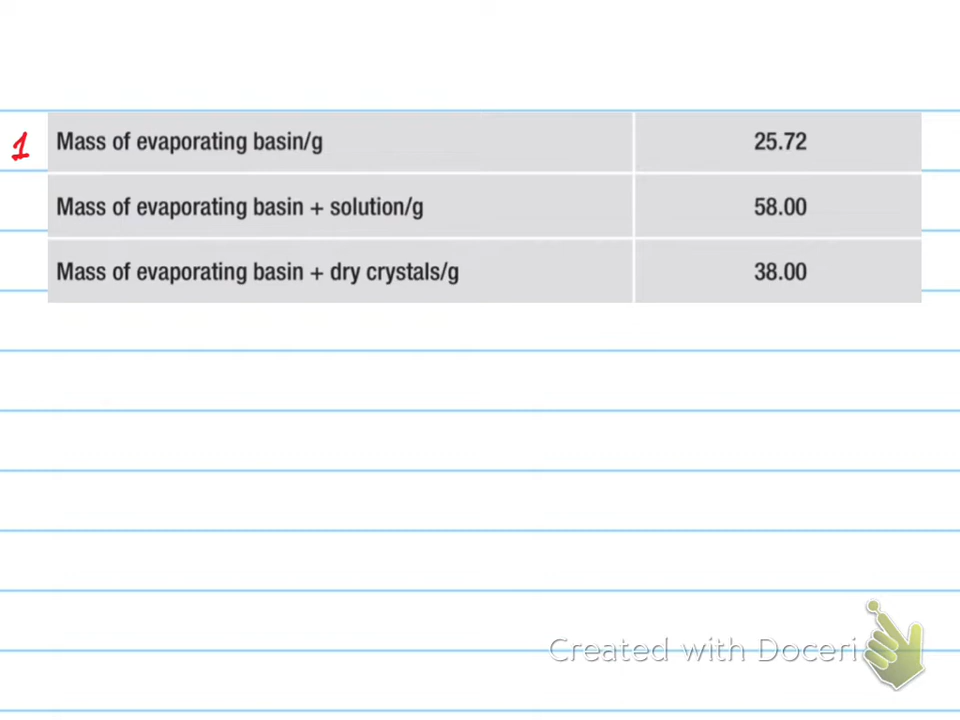 1 Mass of evaporating basin/g 25.72
Mass of evaporating basin + solution/g 58.00
Mass of evaporating basin + dry crystals/g 38.00
Created with Doceri